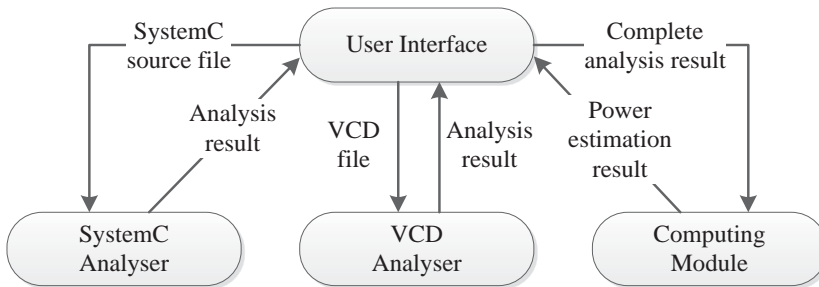 SystemC
source file
User Interface
Complete
analysis result
Analysis
result
VCD
file
Analysis
result
Power
estimation
result
SystemC
Analyser
VCD
Analyser
Computing
Module